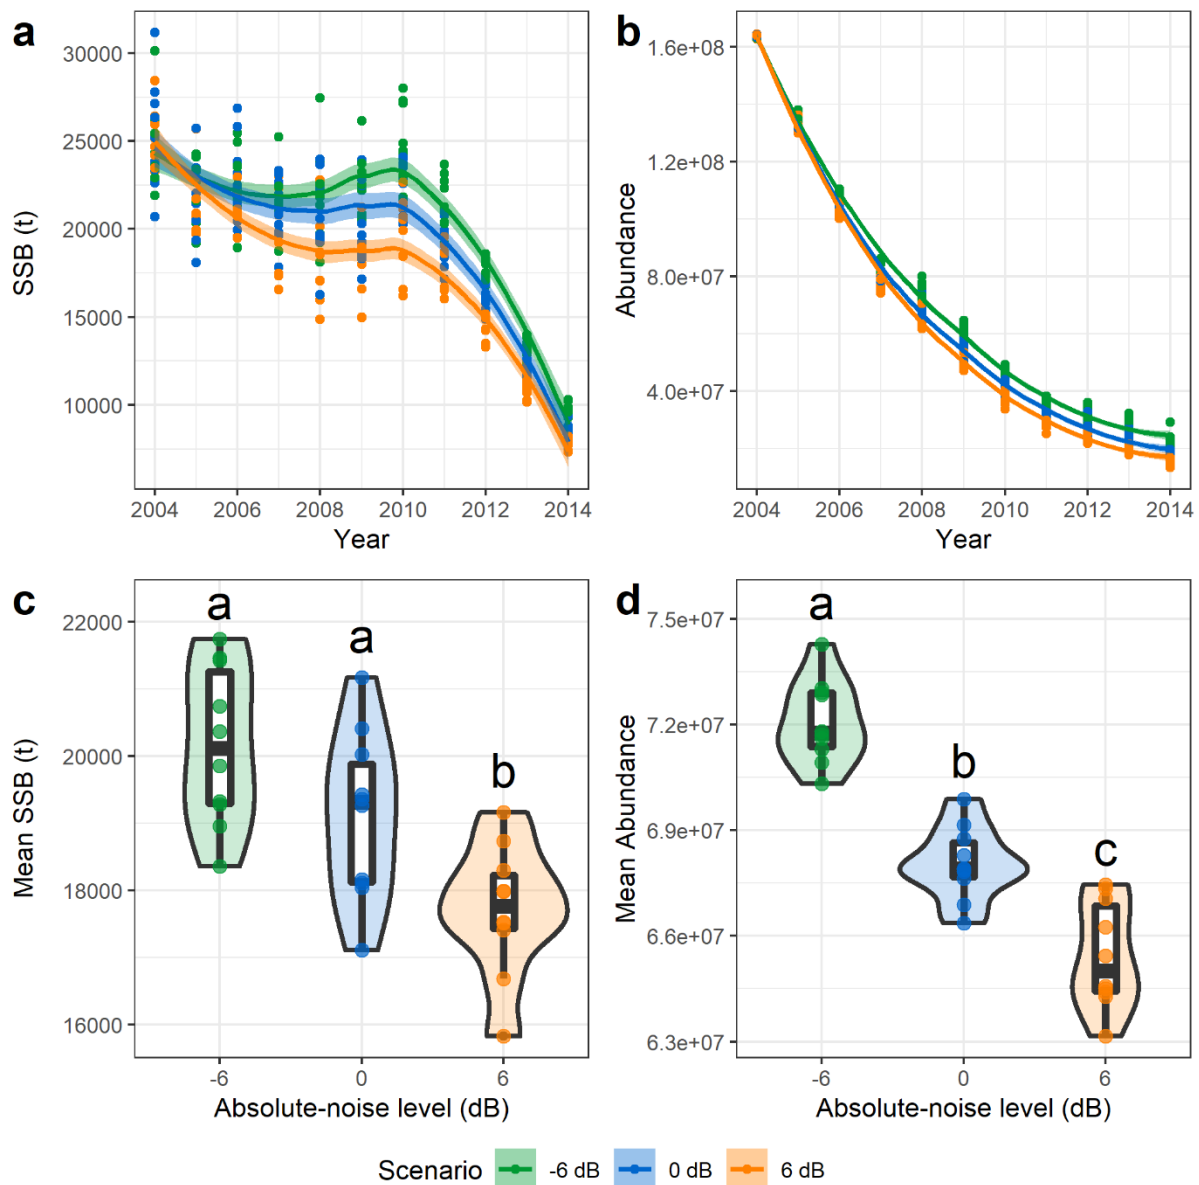 a
30000
25000
20000
15000
10000
SSB (t)
2004 2006 2008 2010 2012 2014
Year
b
1.6e+08
1.2e+08
8.0e+07
4.0e+07
Abundance
2004 2006 2008 2010 2012 2014
Year
c
22000
20000
18000
16000
Mean SSB (t)
a
a
b
-6 0 6
Absolute-noise level (dB)
d
7.5e+07
7.2e+07
6.9e+07
6.6e+07
6.3e+07
Mean Abundance
a
b
c
-6 0 6
Absolute-noise level (dB)
Scenario -6 dB 0 dB 6 dB